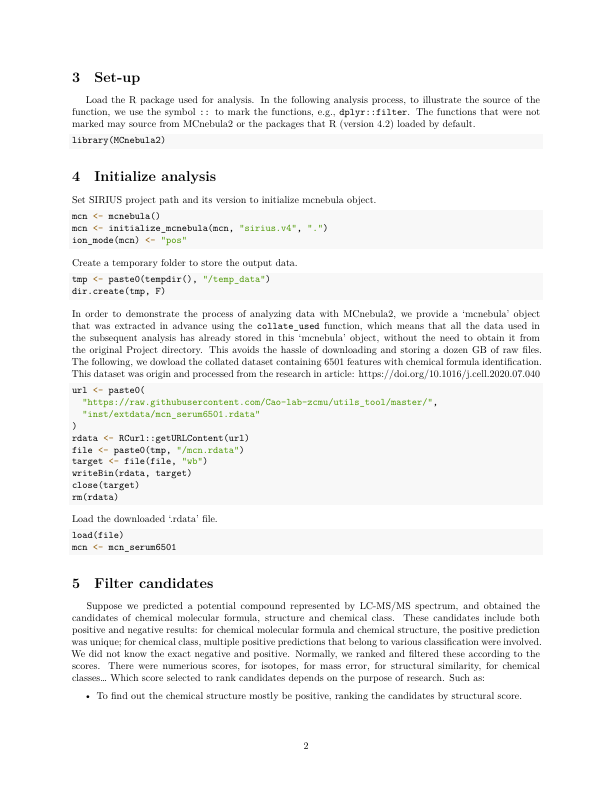 3 Set-up
Load the R package used for analysis. In the following analysis process, to illustrate the source of the
function, we use the symbol :: to mark the functions, e.g., dplyr::filter. The functions that were not
marked may source from MCnebula2 or the packages that R (version 4.2) loaded by default.
library(MCnebula2)
4 Initialize analysis
Set SIRIUS project path and its version to initialize mcnebula object.
mcn <- mcnebula()
mcn <- initialize_mcnebula(mcn, "sirius.v4", ".")
ion_mode(mcn) <- "pos"
Create a temporary folder to store the output data.
tmp <- paste0(tempdir(), "/temp_data")
dir.create(tmp, F)
In order to demonstrate the process of analyzing data with MCnebula2, we provide a ‘mcnebula’ object
that was extracted in advance using the collate_used function, which means that all the data used in
the subsequent analysis has already stored in this ‘mcnebula’ object, without the need to obtain it from
the original Project directory. This avoids the hassle of downloading and storing a dozen GB of raw files.
The following, we dowload the collated dataset containing 6501 features with chemical formula identification.
This dataset was origin and processed from the research in article: https://doi.org/10.1016/j.cell.2020.07.040
url <- paste0(
"https://raw.githubusercontent.com/Cao-lab-zcmu/utils_tool/master/",
"inst/extdata/mcn_serum6501.rdata"
)
rdata <- RCurl::getURLContent(url)
file <- paste0(tmp, "/mcn.rdata")
target <- file(file, "wb")
writeBin(rdata, target)
close(target)
rm(rdata)
Load the downloaded ‘.rdata’ file.
load(file)
mcn <- mcn_serum6501
5 Filter candidates
Suppose we predicted a potential compound represented by LC-MS/MS spectrum, and obtained the
candidates of chemical molecular formula, structure and chemical class. These candidates include both
positive and negative results: for chemical molecular formula and chemical structure, the positive prediction
was unique; for chemical class, multiple positive predictions that belong to various classification were involved.
We did not know the exact negative and positive. Normally, we ranked and filtered these according to the
scores. There were numerious scores, for isotopes, for mass error, for structural similarity, for chemical
classes… Which score selected to rank candidates depends on the purpose of research. Such as:
• To find out the chemical structure mostly be positive, ranking the candidates by structural score.
2